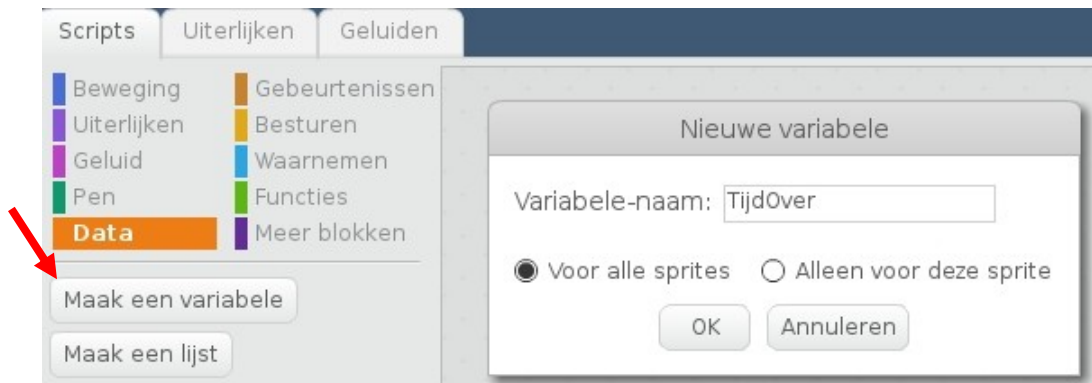 Scripts Uiterlijken Geluiden
Beweging Gebeurtenissen
Uiterlijken Besturen
Geluid Waarnemen
Pen Functies
Data Meer blokken
Maak een variabele
Maak een lijst
Nieuwe variabele
Variabele-naam: TijdOver
Voor alle sprites Alleen voor deze sprite
OK Annuleren